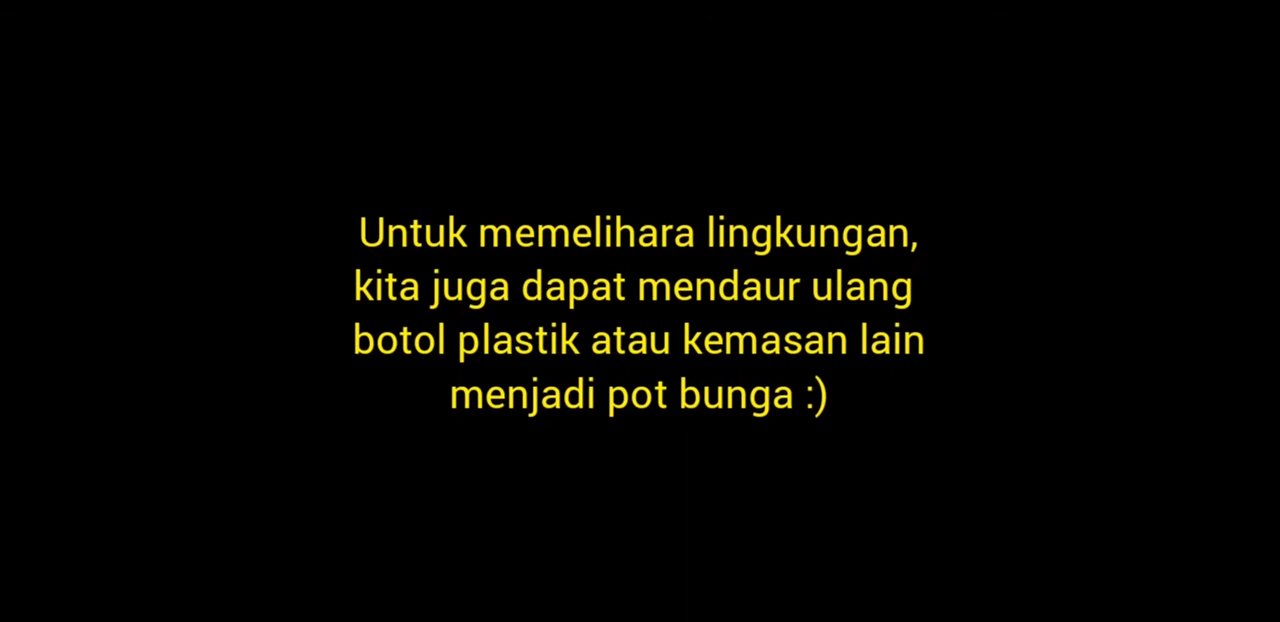 Untuk memelihara lingkungan,
kita juga dapat mendaur ulang
botol plastik atau kemasan lain
menjadi pot bunga :)